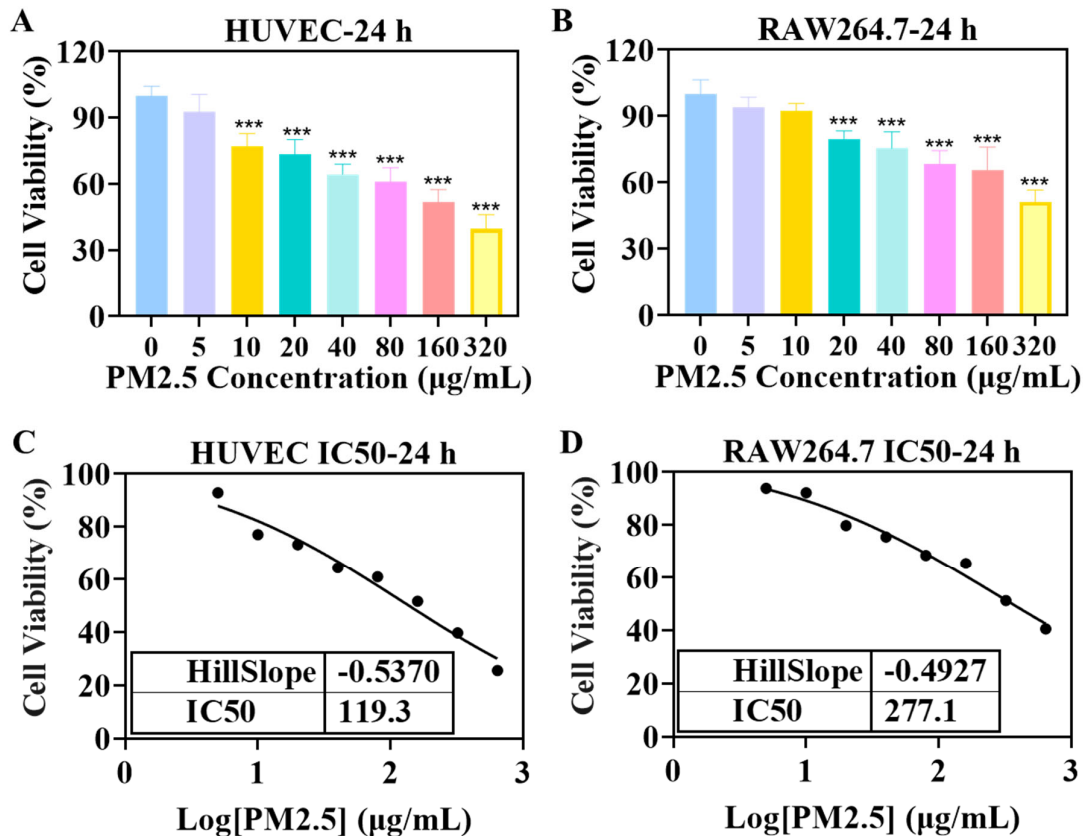 A
HUVEC-24 h
Cell Viability (%)
120
90
60
30
0
***
***
***
***
***
***
0 5 10 20 40 80 160 320
PM2.5 Concentration (μg/mL)
B
RAW264.7-24 h
Cell Viability (%)
120
90
60
30
0
***
***
***
***
***
0 5 10 20 40 80 160 320
PM2.5 Concentration (μg/mL)
C
HUVEC IC50-24 h
Cell Viability (%)
100
80
60
40
20
0
HillSlope -0.5370
IC50 119.3
0 1 2 3
Log[PM2.5] (μg/mL)
D
RAW264.7 IC50-24 h
Cell Viability (%)
100
80
60
40
20
0
HillSlope -0.4927
IC50 277.1
0 1 2 3
Log[PM2.5] (μg/mL)